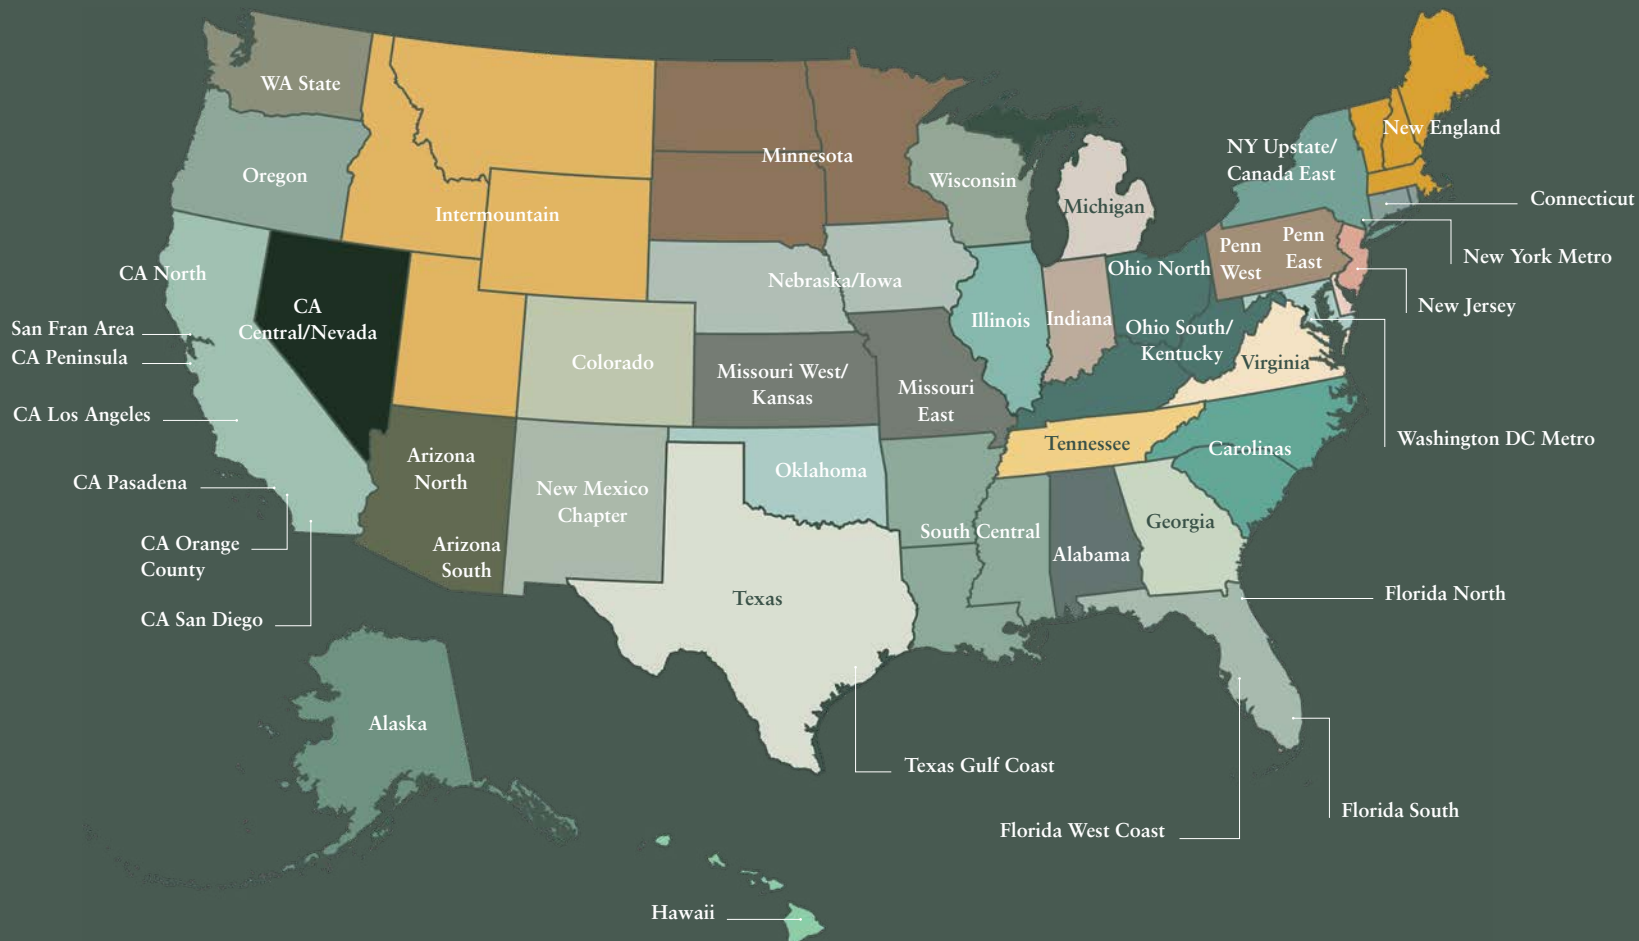 WA State
Oregon
Intermountain
Minnesota
Wisconsin
Michigan
NY Upstate/
Canada East
New England
Connecticut
New York Metro
New Jersey
Penn
West
Penn
East
CA North
CA
Central/Nevada
San Fran Area
CA Peninsula
CA Los Angeles
CA Pasadena
CA Orange
County
CA San Diego
Nebraska/Iowa
Ohio North
Ohio South/
Kentucky
Illinois
Indiana
Virginia
Washington DC Metro
Colorado
Missouri West/
Kansas
Missouri
East
Tennessee
Carolinas
Arizona
North
Arizona
South
New Mexico
Chapter
Oklahoma
South Central
Alabama
Georgia
Texas
Florida North
Texas Gulf Coast
Florida West Coast
Florida South
Alaska
Hawaii